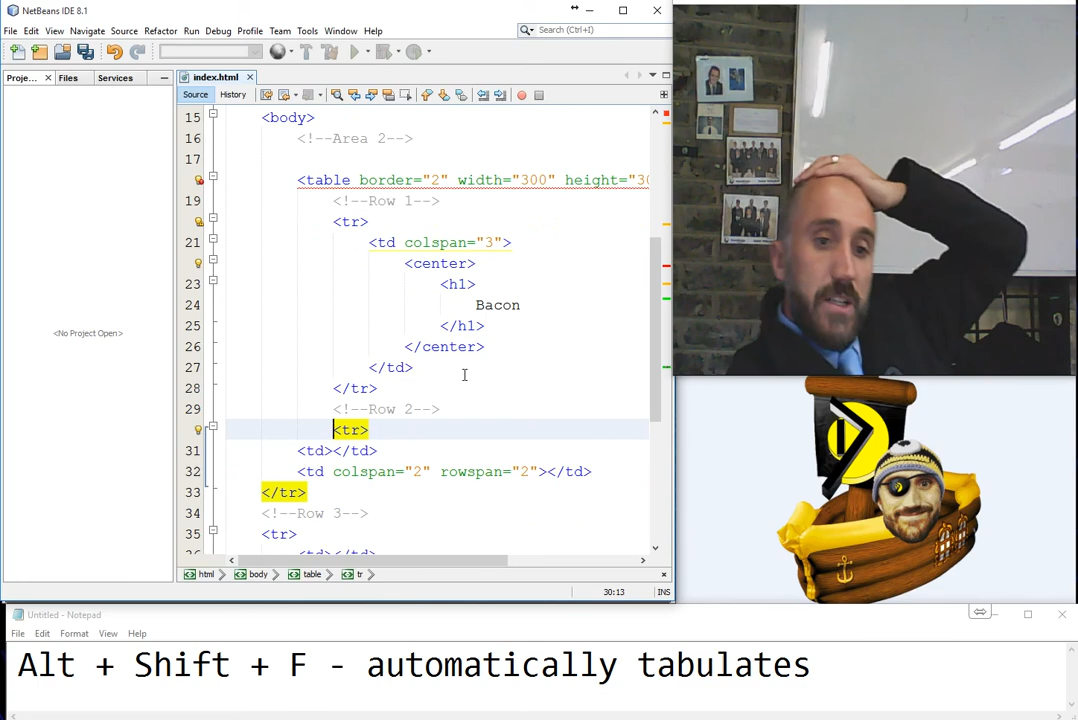 NetBeans IDE 8.1
File Edit View Navigate Source Refactor Run Debug Profile Team Tools Window Help
Search (Ctrl+I)
Proje... Files Services
index.html
Source History
<No Project Open>
15 <body>
16 <!--Area 2-->
17
<table border="2" width="300" height="30
19 <!--Row 1-->
<tr>
21 <td colspan="3">
<center>
23 <h1>
24 Bacon
25 </h1>
26 </center>
27 </td>
28 </tr>
29 <!--Row 2-->
<tr>
31 <td></td>
32 <td colspan="2" rowspan="2"></td>
33 </tr>
34 <!--Row 3-->
35 <tr>
36 <td></td>
html body table tr
30:13 INS
Untitled - Notepad
File Edit Format View Help
Alt + Shift + F - automatically tabulates